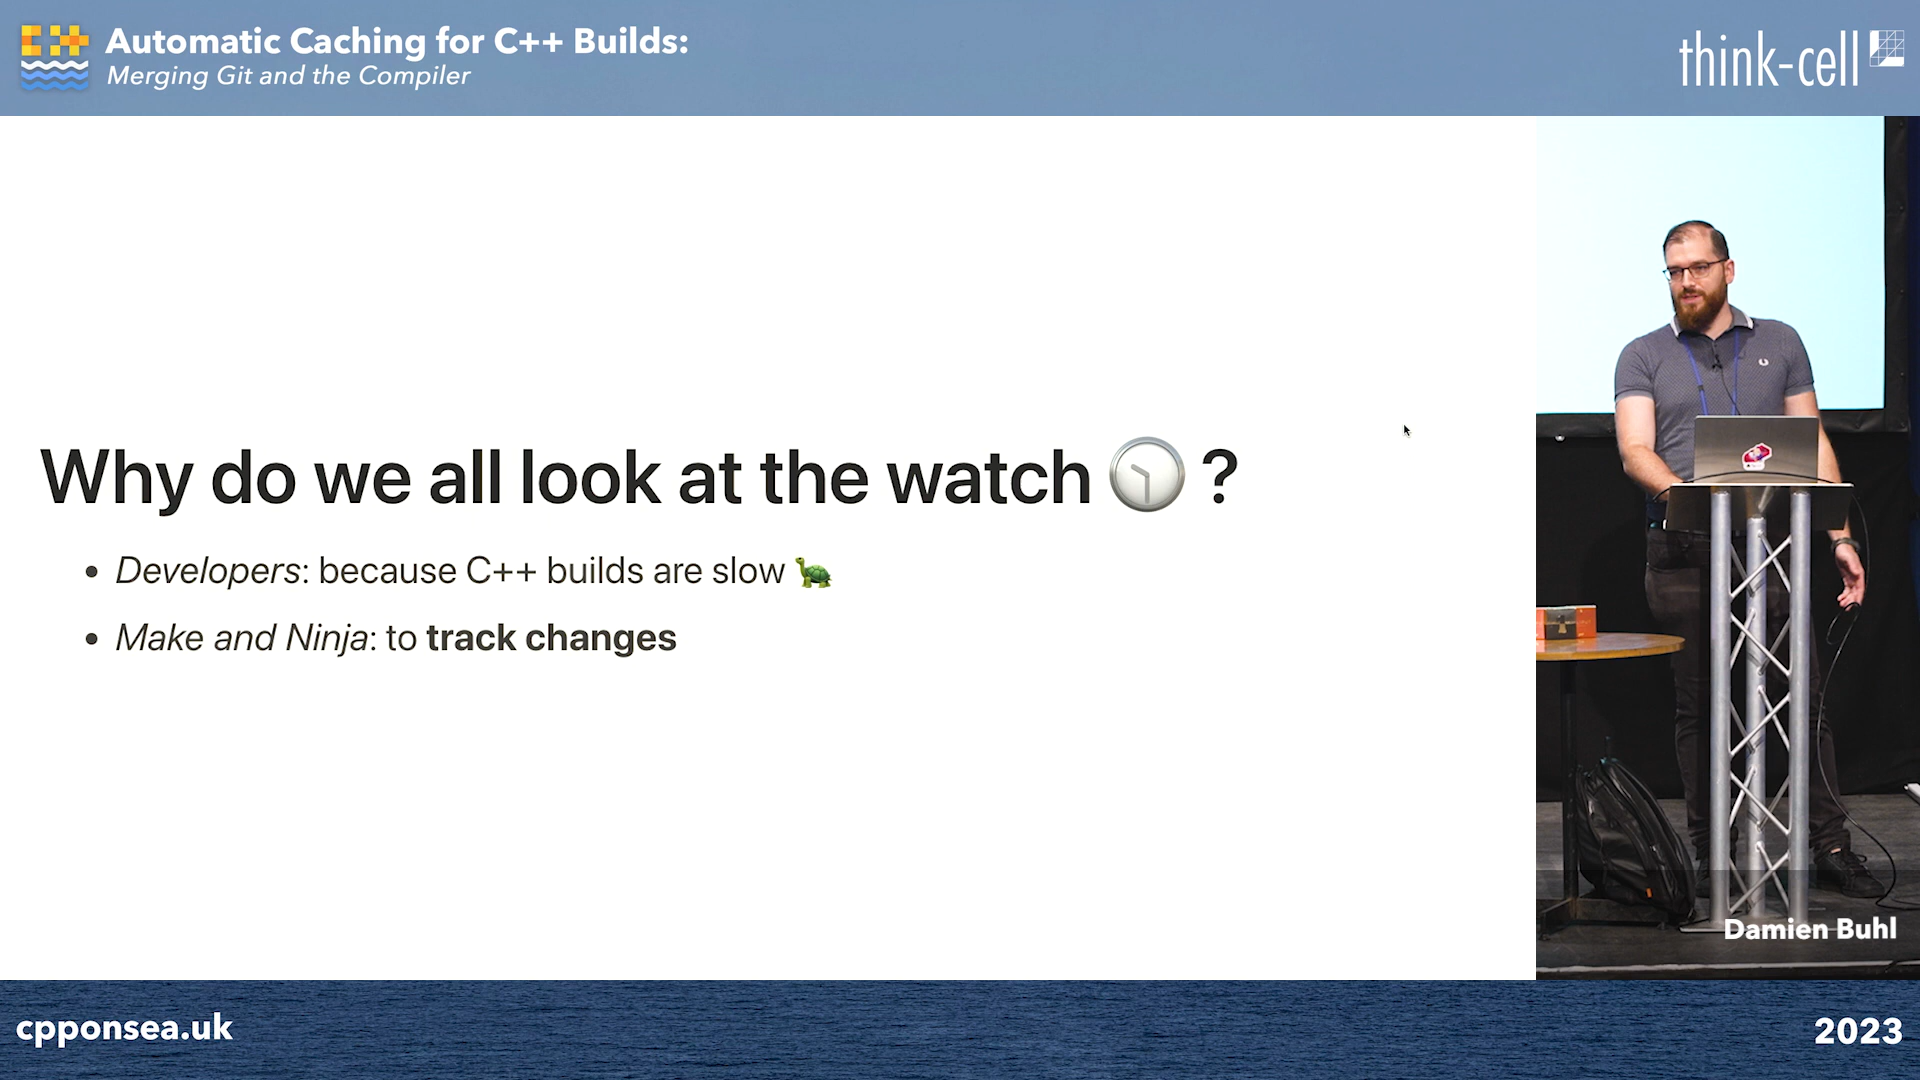 Automatic Caching for C++ Builds:
Merging Git and the Compiler
think-cell
Why do we all look at the watch 🕥 ?
• Developers: because C++ builds are slow 🐢
• Make and Ninja: to track changes
Damien Buhl
cpponsea.uk
2023